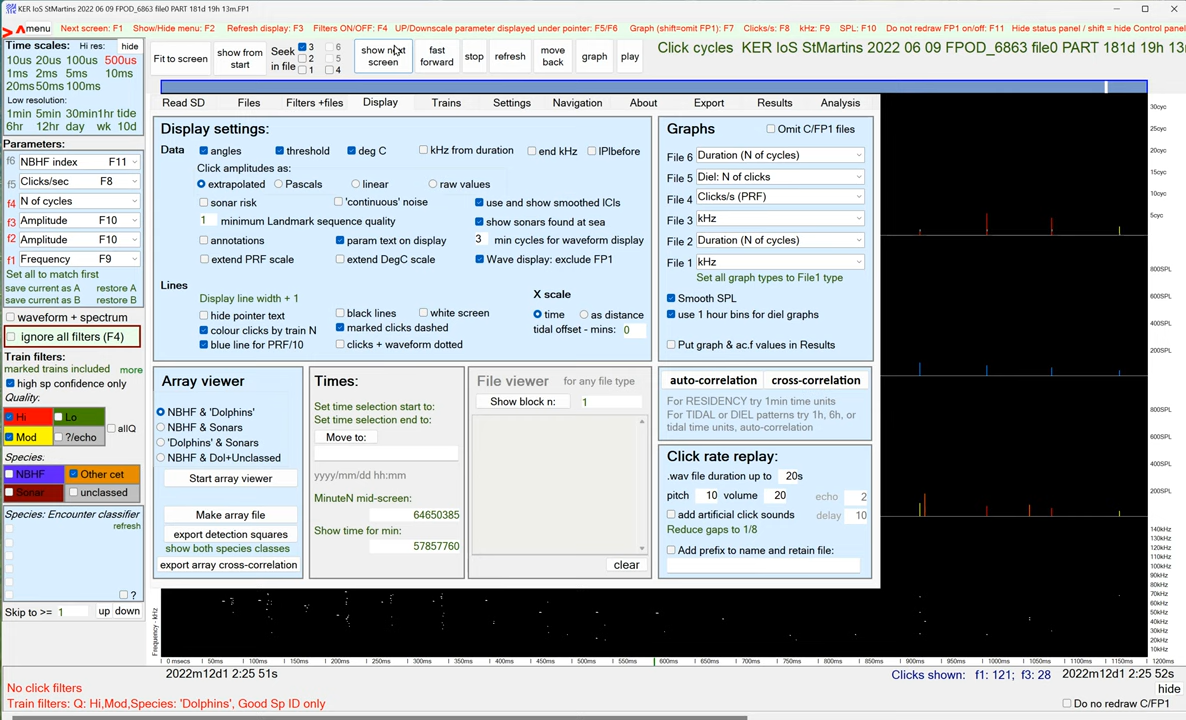 KER IoS StMartins 2022 06 09 FPOD_6863 file0 PART 181d 19h 13m.FP1
menu Next screen: F1 Show/Hide menu: F2 Refresh display: F3 Filters ON/OFF: F4 UP/Downscale parameter displayed under pointer: F5/F6 Graph (shift=omit FP1): F7 Clicks/s: F8 kHz: F9 SPL: F10 Do not redraw FP1 on/off: F11 Hide status panel / shift = hide Control pane
Time scales: Hi res: hide
10us 20us 100us 500us
1ms 2ms 5ms 10ms
20ms 50ms 100ms
Low resolution:
1min 5min 30min 1hr tide
6hr 12hr day wk 10d
Fit to screen
show from start
Seek in file
3 6
2 5
1 4
show next screen
fast forward
stop
refresh
move back
graph
play
Click cycles KER IoS StMartins 2022 06 09 FPOD_6863 file0 PART 181d 19h 13
Read SD Files Filters +files Display Trains Settings Navigation About Export Results Analysis
Parameters:
f6 NBHF index F11
f5 Clicks/sec F8
f4 N of cycles
f3 Amplitude F10
f2 Amplitude F10
f1 Frequency F9
Set all to match first
save current as A restore A
save current as B restore B
waveform + spectrum
ignore all filters (F4)
Train filters:
marked trains included more
high sp confidence only
Quality:
Hi Lo
Mod ?/echo allQ
Species:
NBHF Other cet
Sonar unclassed
Species: Encounter classifier
refresh
?
Skip to >= 1 up down
Display settings:
Data angles threshold deg C kHz from duration end kHz IPIbefore
Click amplitudes as:
extrapolated Pascals linear raw values
sonar risk 'continuous' noise use and show smoothed ICIs
1 minimum Landmark sequence quality show sonars found at sea
annotations param text on display 3 min cycles for waveform display
extend PRF scale extend DegC scale Wave display: exclude FP1
Lines
Display line width + 1
hide pointer text black lines white screen
colour clicks by train N marked clicks dashed
blue line for PRF/10 clicks + waveform dotted
X scale
time as distance
tidal offset - mins: 0
Graphs Omit C/FP1 files
File 6 Duration (N of cycles)
File 5 Diel: N of clicks
File 4 Clicks/s (PRF)
File 3 kHz
File 2 Duration (N of cycles)
File 1 kHz
Set all graph types to File1 type
Smooth SPL
use 1 hour bins for diel graphs
Put graph & ac.f values in Results
Array viewer
NBHF & 'Dolphins'
NBHF & Sonars
'Dolphins' & Sonars
NBHF & Dol+Unclassed
Start array viewer
Make array file
export detection squares
show both species classes
export array cross-correlation
Times:
Set time selection start to:
Set time selection end to:
Move to:
yyyy/mm/dd hh:mm
MinuteN mid-screen:
64650385
Show time for min:
57857760
File viewer for any file type
Show block n: 1
clear
auto-correlation cross-correlation
For RESIDENCY try 1min time units
For TIDAL or DIEL patterns try 1h, 6h, or
tidal time units, auto-correlation
Click rate replay:
.wav file duration up to 20s
pitch 10 volume 20 echo 2
add artificial click sounds delay 10
Reduce gaps to 1/8
Add prefix to name and retain file:
30cyc
25cyc
20cyc
15cyc
10cyc
5cyc
800SPL
600SPL
400SPL
200SPL
800SPL
600SPL
400SPL
200SPL
140kHz
130kHz
120kHz
110kHz
100kHz
90kHz
80kHz
70kHz
60kHz
50kHz
40kHz
30kHz
20kHz
Frequency - kHz
0 msecs 50ms 100ms 150ms 200ms 250ms 300ms 350ms 400ms 450ms 500ms 550ms 600ms 650ms 700ms 750ms 800ms 850ms 900ms 950ms 1000ms 1050ms 1100ms 1150ms 1200ms
2022m12d1 2:25 51s Clicks shown: f1: 121; f3: 28 2022m12d1 2:25 52s
No click filters
hide
Train filters: Q: Hi,Mod,Species: 'Dolphins', Good Sp ID only
Do no redraw C/FP1